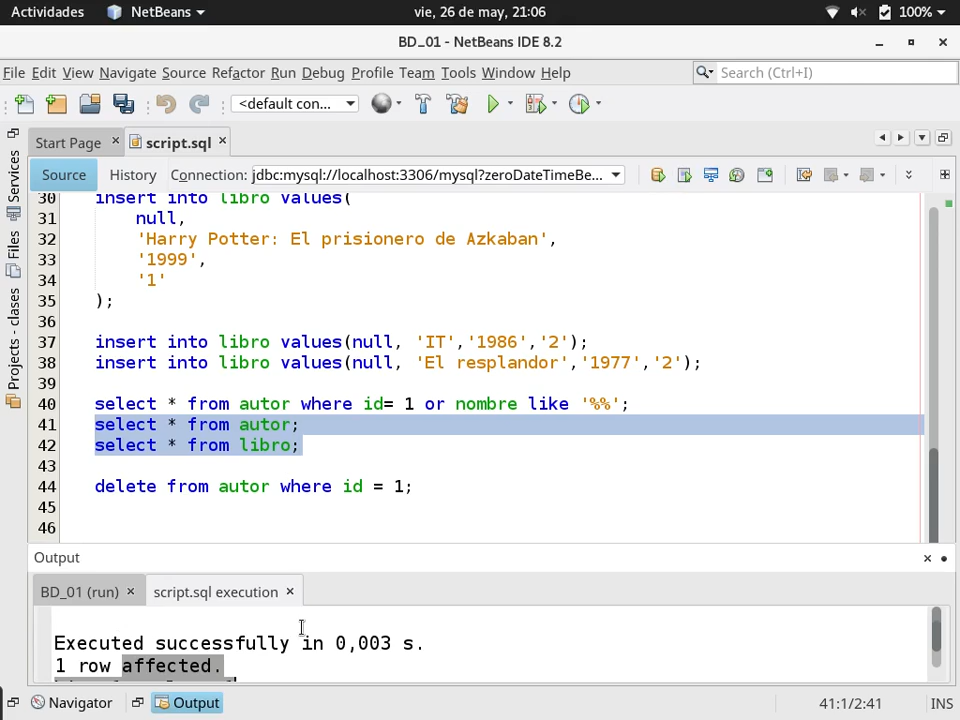 Actividades NetBeans vie, 26 de may, 21:06 100%
BD_01 - NetBeans IDE 8.2
File Edit View Navigate Source Refactor Run Debug Profile Team Tools Window Help Search (Ctrl+I)
<default con...
Start Page script.sql
Source History Connection: jdbc:mysql://localhost:3306/mysql?zeroDateTimeBe...
Services
Files
Projects - clases
30 insert into libro values(
31 null,
32 'Harry Potter: El prisionero de Azkaban',
33 '1999',
34 '1'
35 );
36
37 insert into libro values(null, 'IT','1986','2');
38 insert into libro values(null, 'El resplandor','1977','2');
39
40 select * from autor where id= 1 or nombre like '%%';
41 select * from autor;
42 select * from libro;
43
44 delete from autor where id = 1;
45
46
Output
BD_01 (run) script.sql execution
Executed successfully in 0,003 s.
1 row affected.
Navigator Output 41:1/2:41 INS